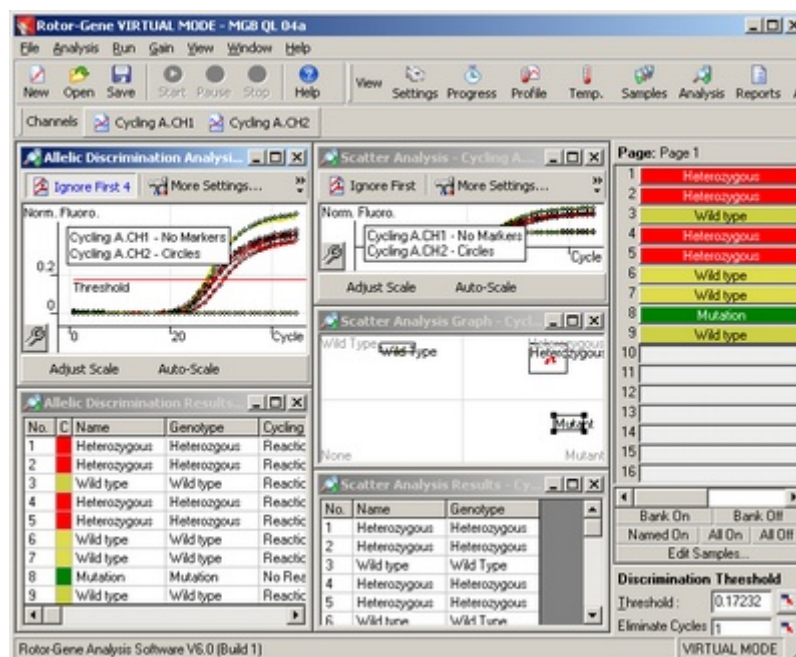 Rotor-Gene VIRTUAL MODE - MGB QL 04a
File Analysis Run Gain View Window Help
New Open Save Start Pause Stop Help View Settings Progress Profile Temp. Samples Analysis Reports
Channels Cycling A.CH1 Cycling A.CH2
Allelic Discrimination Analysi...
Ignore First 4 More Settings...
Norm. Fluoro.
Cycling A.CH1 - No Markers
Cycling A.CH2 - Circles
0.2
Threshold
0
0 20 Cycle
Adjust Scale Auto-Scale
Allelic Discrimination Results...
No. C Name Genotype Cycling
1 Heterozygous Heterozgous Reactic
2 Heterozygous Heterozgous Reactic
3 Wild type Wild type Reactic
4 Heterozygous Heterozgous Reactic
5 Heterozygous Heterozgous Reactic
6 Wild type Wild type Reactic
7 Wild type Wild type Reactic
8 Mutation Mutation No Rea
9 Wild type Wild type Reactic
Scatter Analysis - Cycling A...
Ignore First More Settings...
Norm. Fluoro.
Cycling A.CH1 - No Markers
Cycling A.CH2 - Circles
Cycle
Adjust Scale Auto-Scale
Scatter Analysis Graph - Cycl...
Wild Type Heterozygous
Wild Type Heterozygous
Mutant
None Mutant
Scatter Analysis Results - Cy...
No. Name Genotype
1 Heterozygous Heterozygous
2 Heterozygous Heterozygous
3 Wild type Wild Type
4 Heterozygous Heterozygous
5 Heterozygous Heterozygous
6 Wild type Wild Type
Page: Page 1
1 Heterozygous
2 Heterozygous
3 Wild type
4 Heterozygous
5 Heterozygous
6 Wild type
7 Wild type
8 Mutation
9 Wild type
10
11
12
13
14
15
16
Bank On Bank Off
Named On All On All Off
Edit Samples...
Discrimination Threshold
Threshold : 0.17232
Eliminate Cycles 1
Rotor-Gene Analysis Software V6.0 (Build 1) VIRTUAL MODE